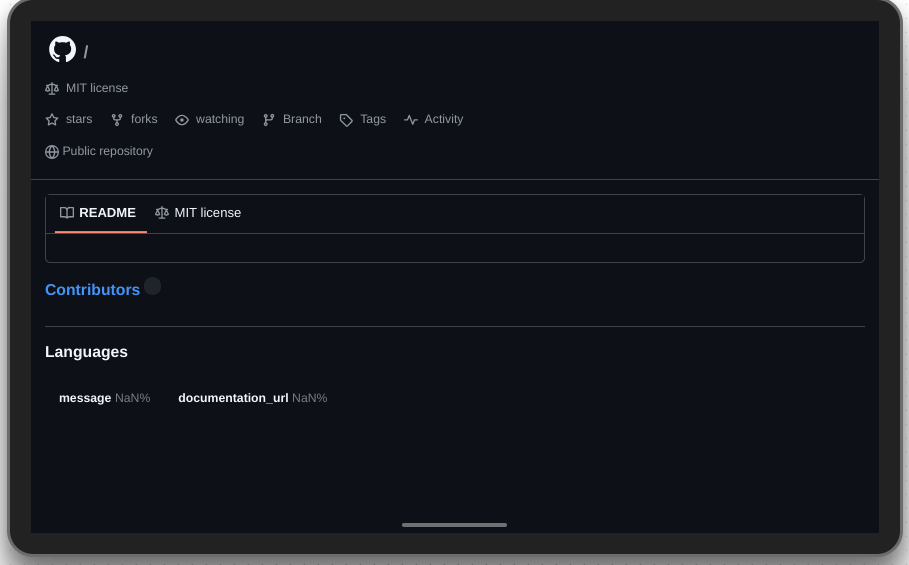 /
MIT license
stars forks watching Branch Tags Activity
Public repository
README MIT license
Contributors
Languages
message NaN% documentation_url NaN%